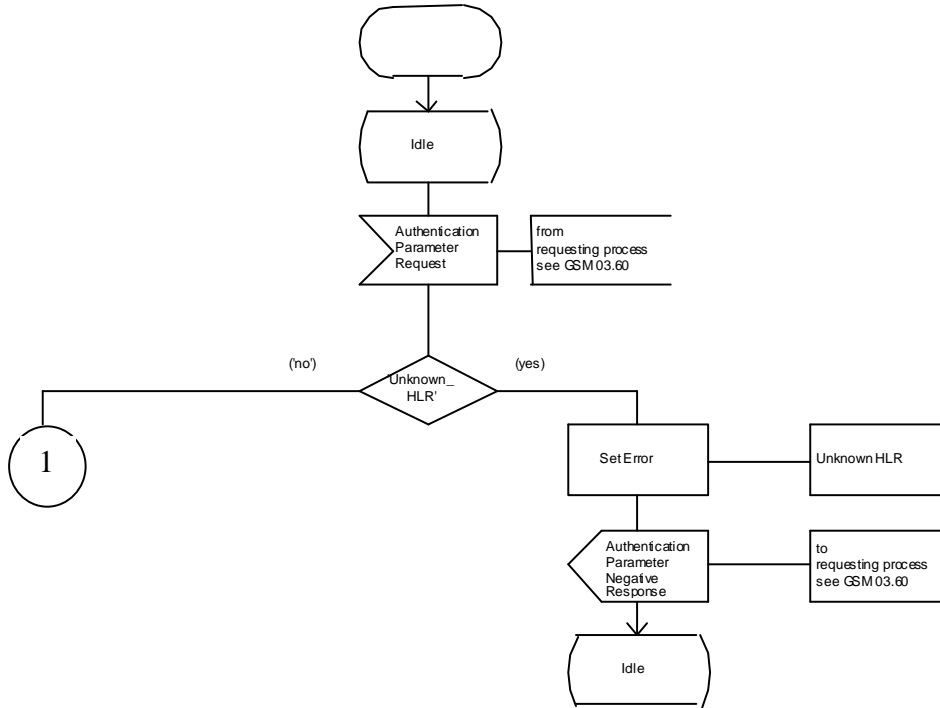 Idle
Authentication
Parameter
Request
from
requesting process
see GSM 03.60
('no')
'Unknown_
HLR'
(yes)
1
Set Error
Unknown HLR
Authentication
Parameter
Negative
Response
to
requesting process
see GSM 03.60
Idle